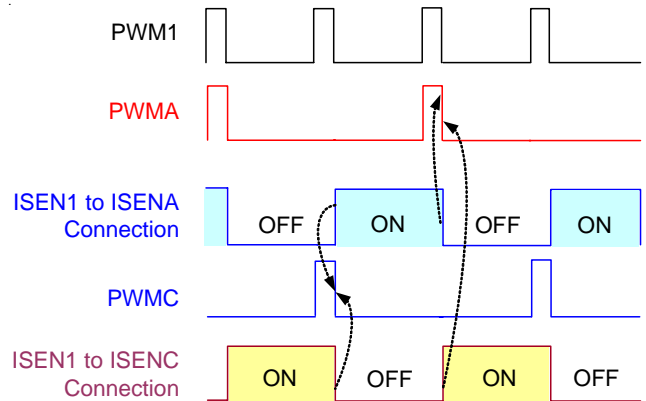 PWM1
PWMA
ISEN1 to ISENA
Connection
OFF ON OFF ON
PWMC
ISEN1 to ISENC
Connection
ON OFF ON OFF